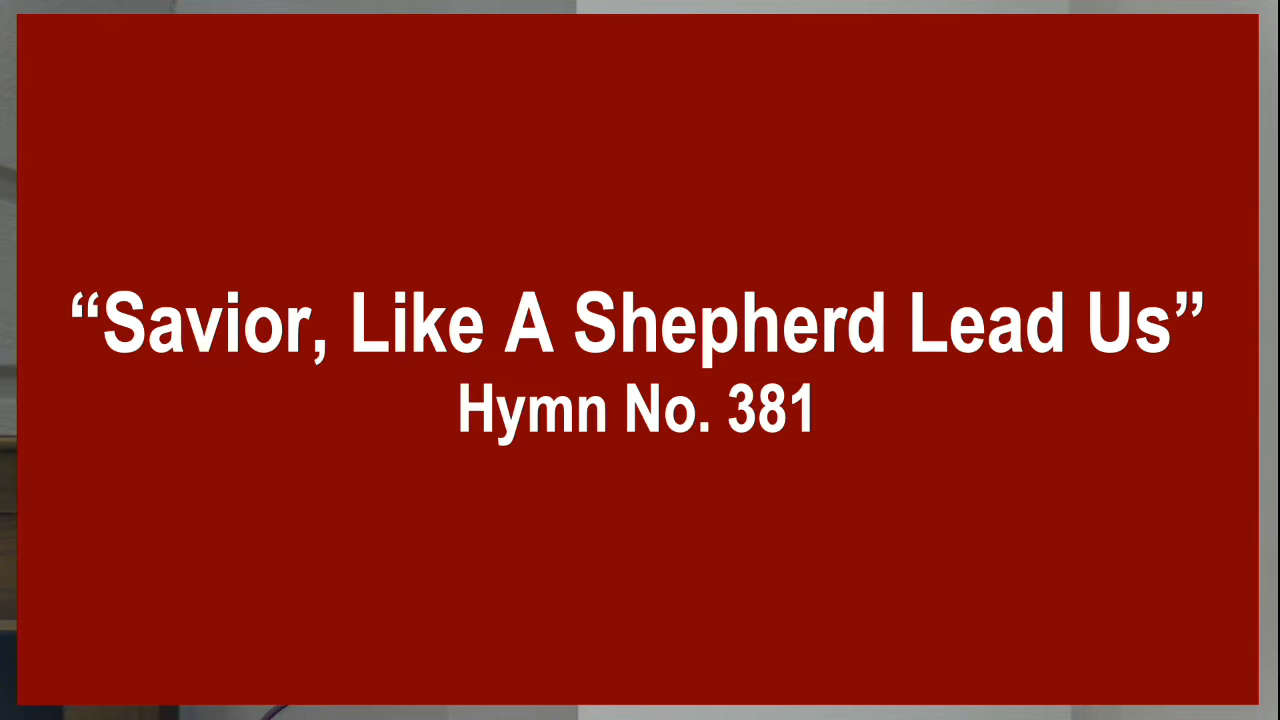 “Savior, Like A Shepherd Lead Us”
Hymn No. 381